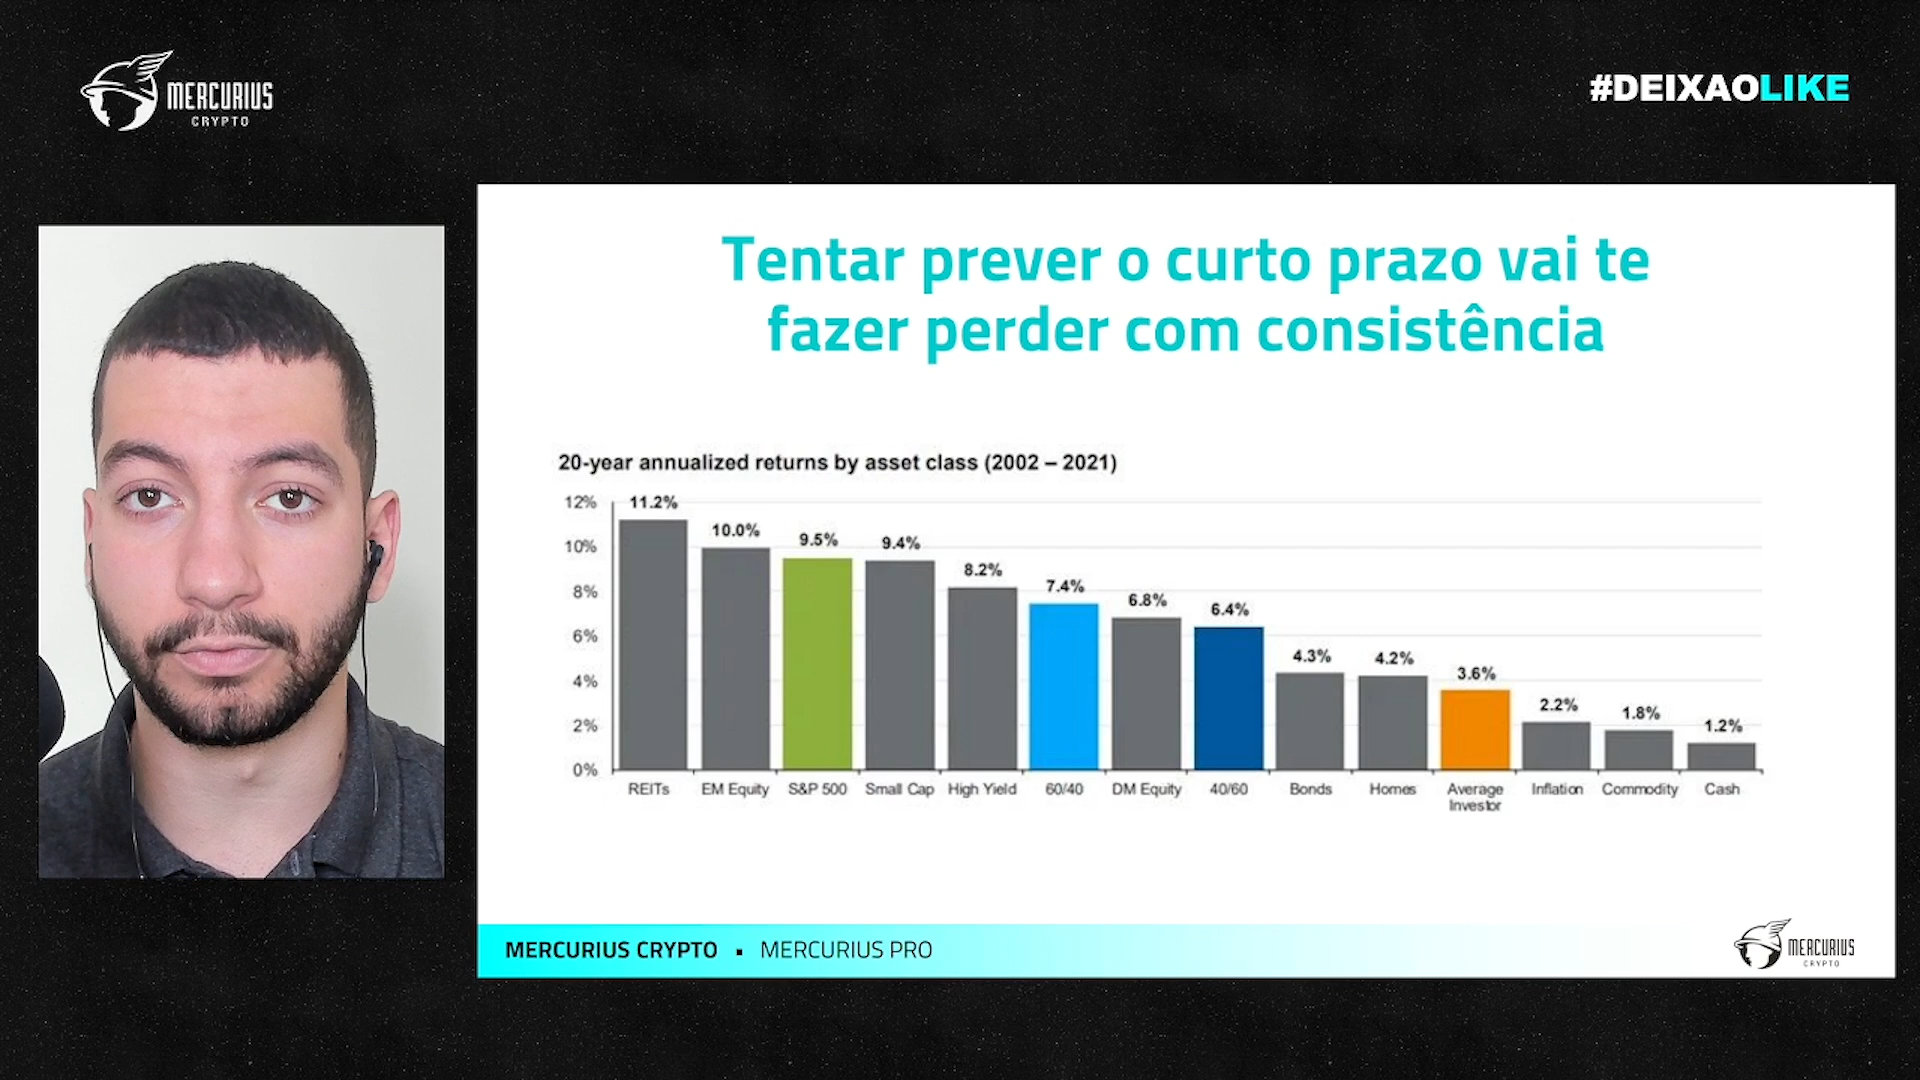 MERCURIUS
CRYPTO
#DEIXAOLIKE
Tentar prever o curto prazo vai te
fazer perder com consistência
20-year annualized returns by asset class (2002 – 2021)
12%
10%
8%
6%
4%
2%
0%
11.2%
10.0%
9.5%
9.4%
8.2%
7.4%
6.8%
6.4%
4.3%
4.2%
3.6%
2.2%
1.8%
1.2%
REITs
EM Equity
S&P 500
Small Cap
High Yield
60/40
DM Equity
40/60
Bonds
Homes
Average
Investor
Inflation
Commodity
Cash
MERCURIUS CRYPTO ▪ MERCURIUS PRO
MERCURIUS
CRYPTO